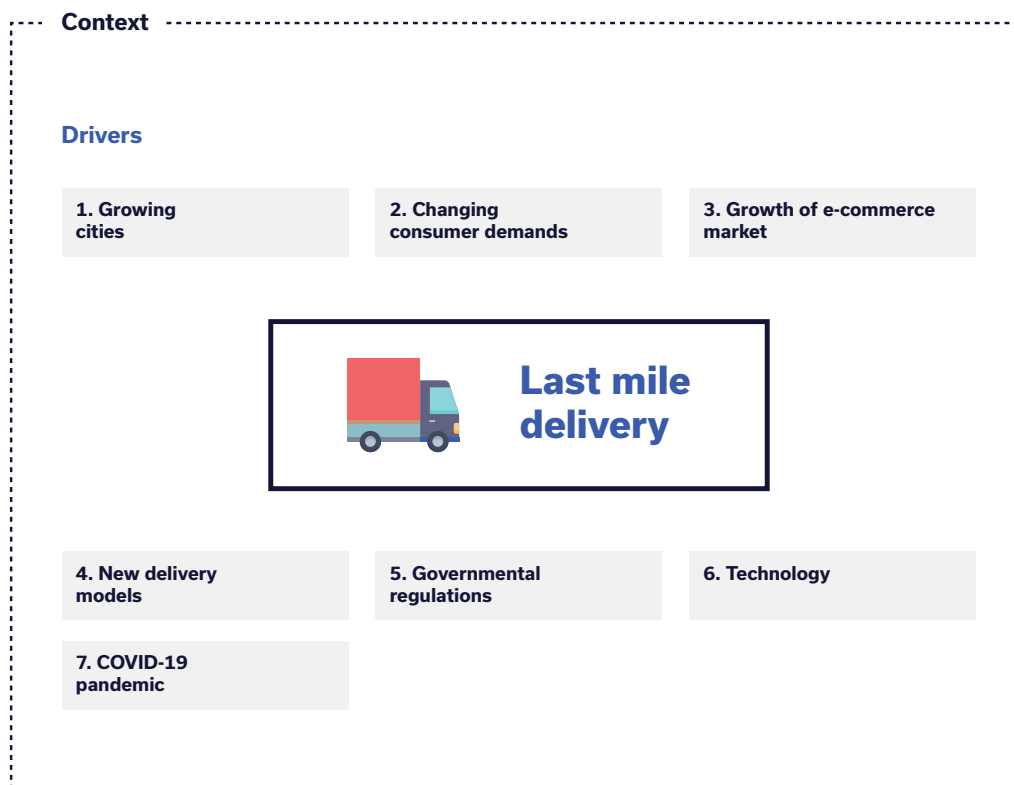 Context
Drivers
1. Growing
cities
2. Changing
consumer demands
3. Growth of e-commerce
market
Last mile
delivery
4. New delivery
models
5. Governmental
regulations
6. Technology
7. COVID-19
pandemic